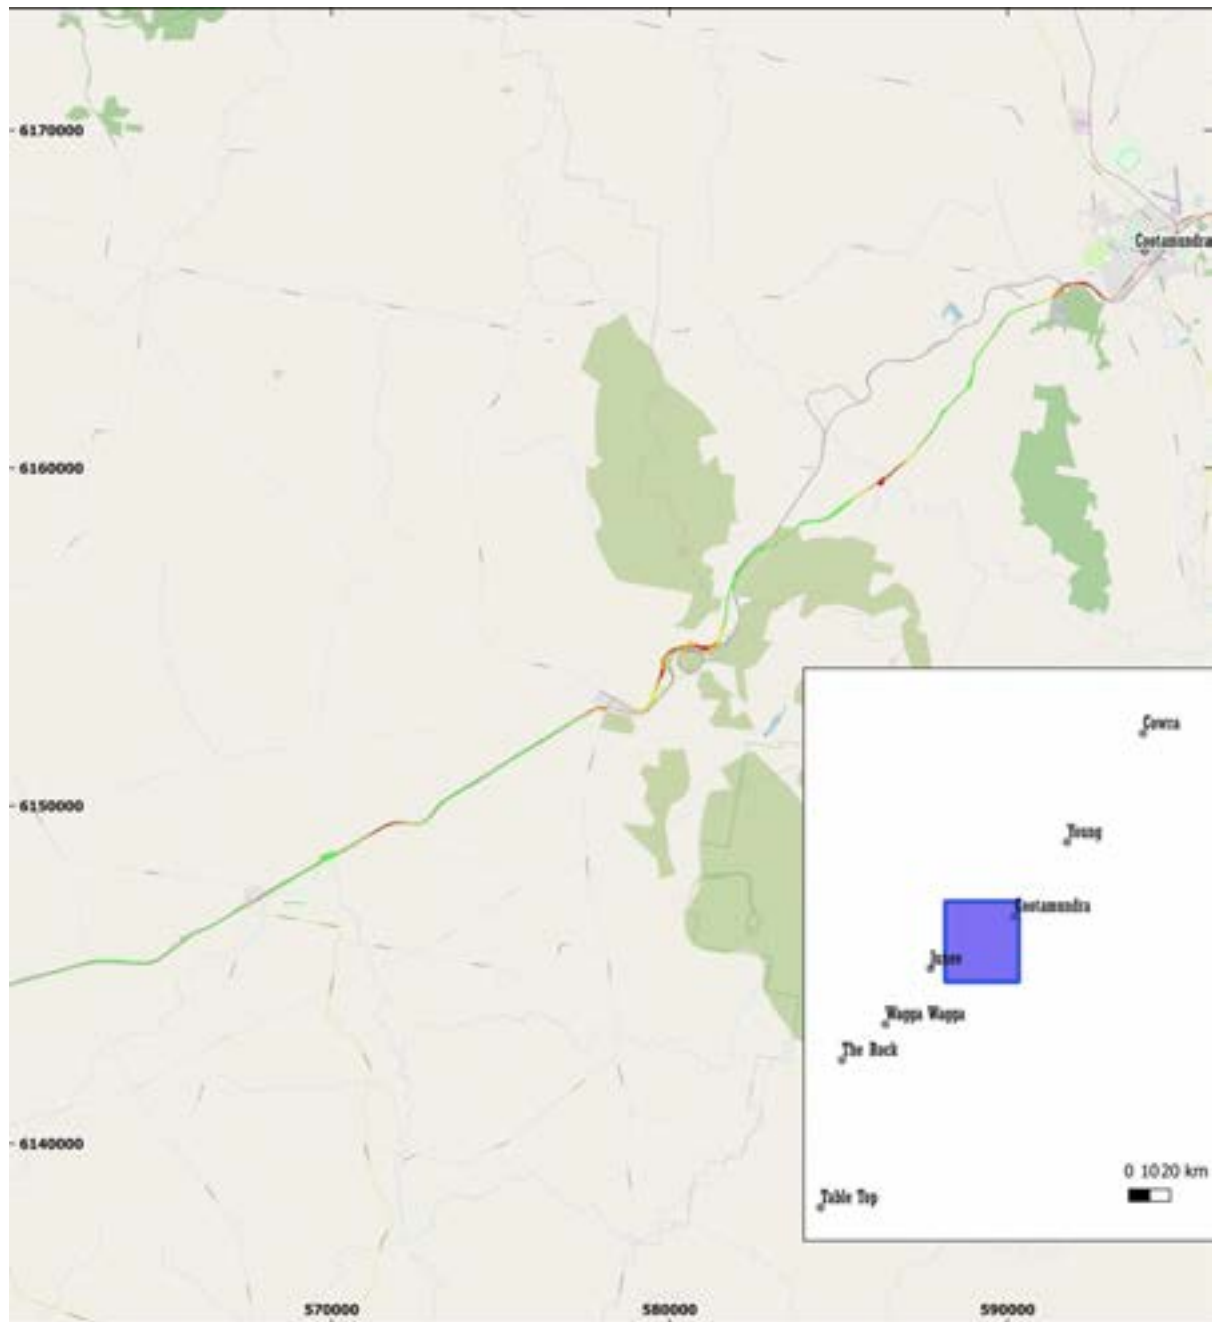 6170000
Cootamundra
6160000
Cowra
6150000
Young
Cootamundra
Junee
Wagga Wagga
The Rock
6140000
0 10 20 km
Table Top
570000
580000
590000